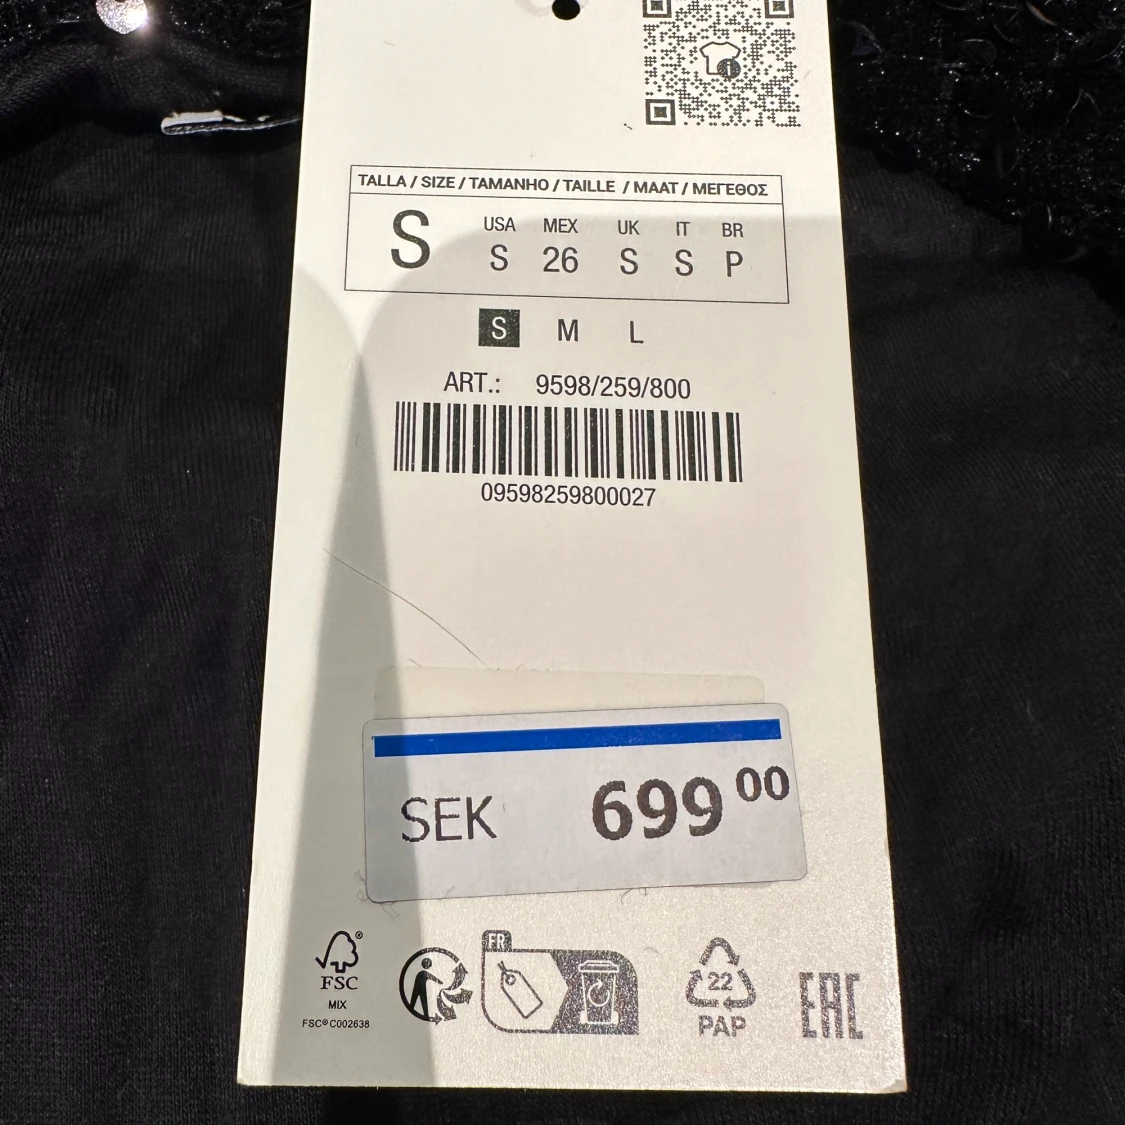 TALLA / SIZE / TAMANHO / TAILLE / MAAT / ΜΕΓΕΘΟΣ
USA MEX UK IT BR
S S 26 S S P
S M L
ART.: 9598/259/800
09598259800027
SEK 699 00
FR
FSC
MIX
FSC® C002638
22
PAP
EAC